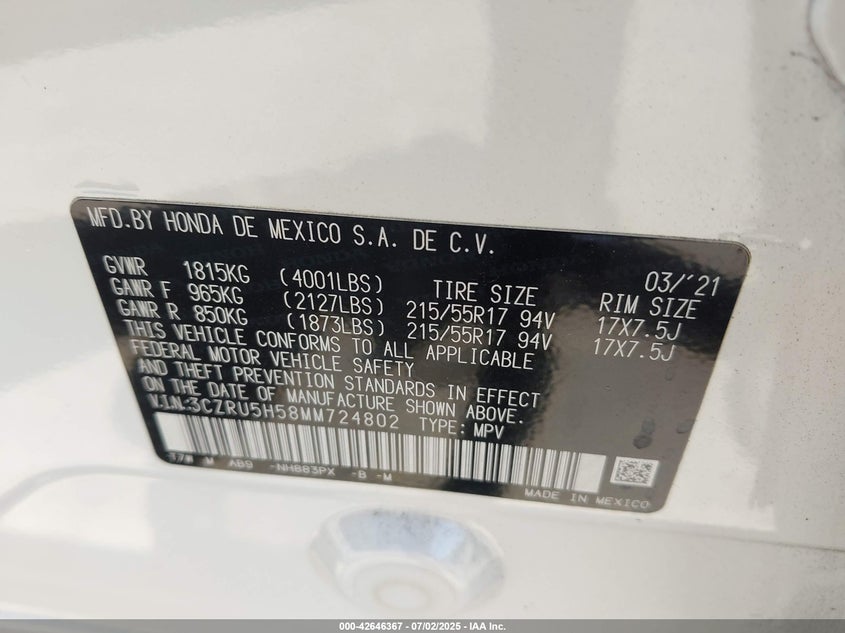 MFD.BY HONDA DE MEXICO S.A. DE C.V.
03/'21
GVWR 1815KG (4001LBS) TIRE SIZE RIM SIZE
GAWR F 965KG (2127LBS) 215/55R17 94V 17X7.5J
GAWR R 850KG (1873LBS) 215/55R17 94V 17X7.5J
THIS VEHICLE CONFORMS TO ALL APPLICABLE
FEDERAL MOTOR VEHICLE SAFETY
AND THEFT PREVENTION STANDARDS IN EFFECT
ON THE DATE OF MANUFACTURE SHOWN ABOVE.
V.I.N:3CZRU5H58MM724802 TYPE: MPV
AB9 -NH883PX -B -M
MADE IN MEXICO
000-42646367 - 07/02/2025 - IAA Inc.